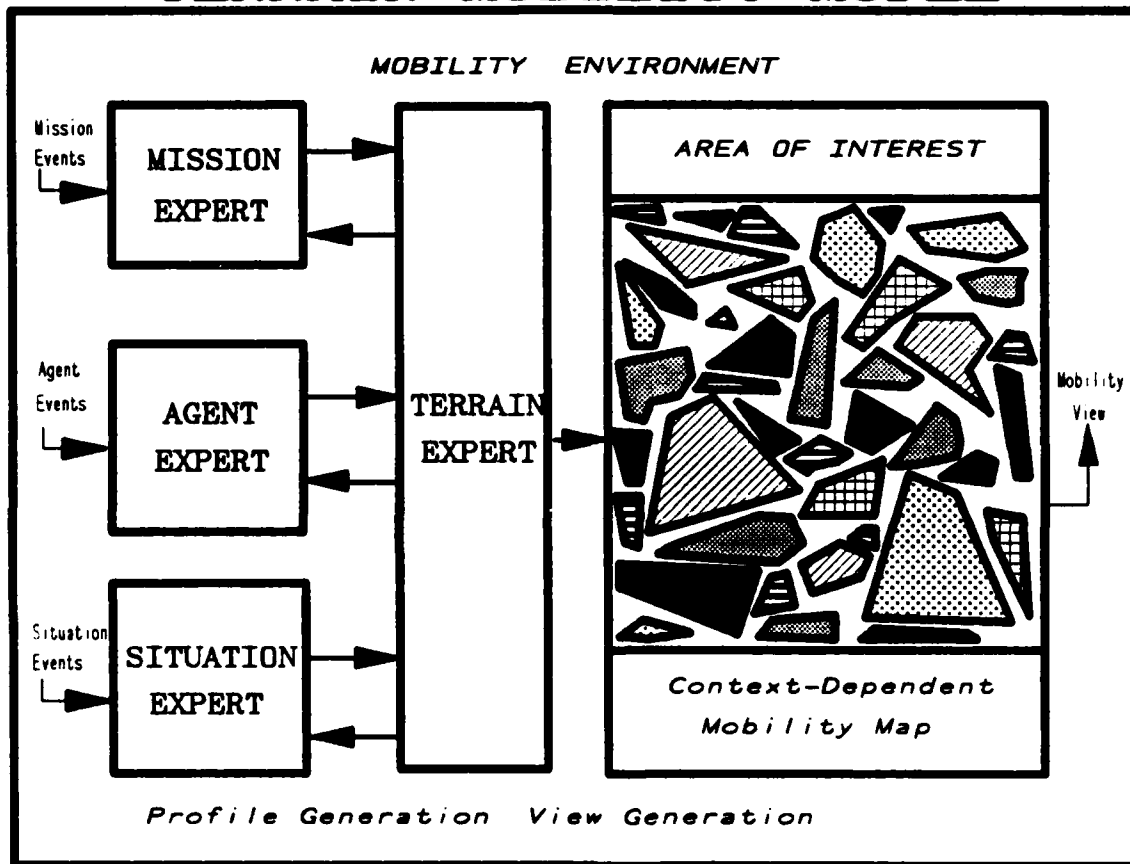 MOBILITY ENVIRONMENT
Mission
Events
MISSION
EXPERT
Agent
Events
AGENT
EXPERT
Situation
Events
SITUATION
EXPERT
TERRAIN
EXPERT
AREA OF INTEREST
Context-Dependent
Mobility Map
Mobility
View
Profile Generation View Generation